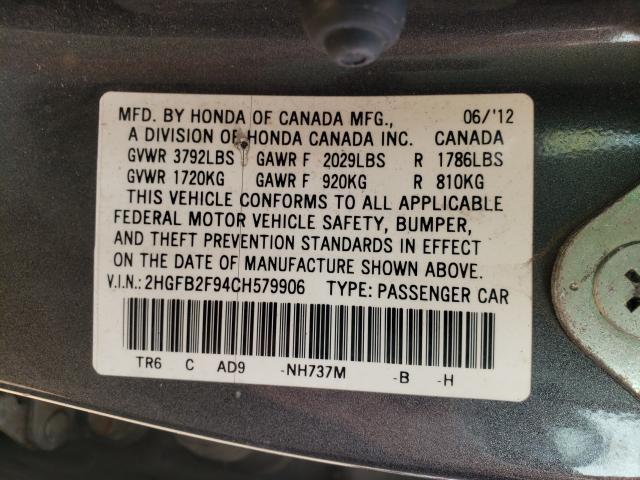 MFD. BY HONDA OF CANADA MFG., 06/'12
A DIVISION OF HONDA CANADA INC. CANADA
GVWR 3792LBS GAWR F 2029LBS R 1786LBS
GVWR 1720KG GAWR F 920KG R 810KG
THIS VEHICLE CONFORMS TO ALL APPLICABLE
FEDERAL MOTOR VEHICLE SAFETY, BUMPER,
AND THEFT PREVENTION STANDARDS IN EFFECT
ON THE DATE OF MANUFACTURE SHOWN ABOVE.
V.I.N.: 2HGFB2F94CH579906 TYPE: PASSENGER CAR
TR6 C AD9 -NH737M -B -H